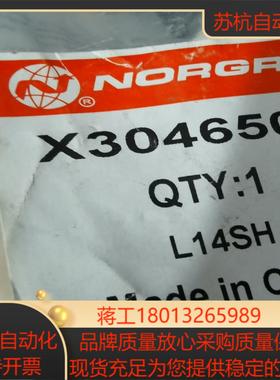 苏杭自动
NORGR
®
X304650
QTY:1
L14SH
Made in C
蒋工18013265989
自动化 品牌质量放心采购质量保
开票 现货充足为您提供稳定的